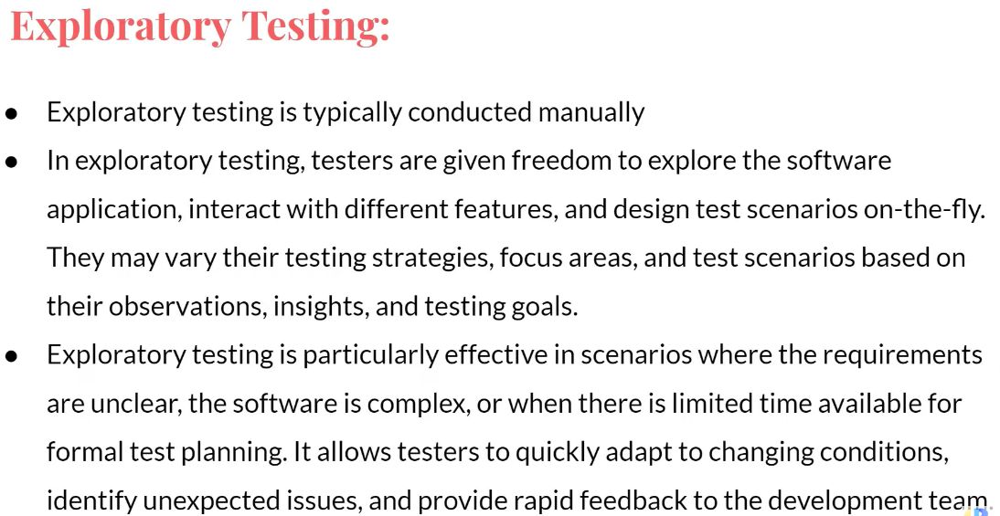 Exploratory Testing:
● Exploratory testing is typically conducted manually
● In exploratory testing, testers are given freedom to explore the software
application, interact with different features, and design test scenarios on-the-fly.
They may vary their testing strategies, focus areas, and test scenarios based on
their observations, insights, and testing goals.
● Exploratory testing is particularly effective in scenarios where the requirements
are unclear, the software is complex, or when there is limited time available for
formal test planning. It allows testers to quickly adapt to changing conditions,
identify unexpected issues, and provide rapid feedback to the development team.